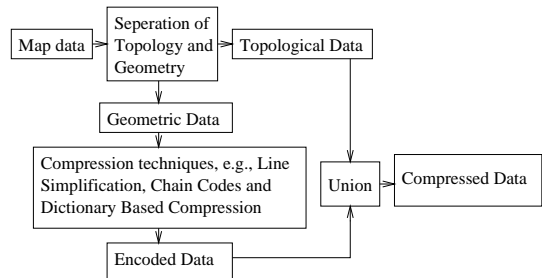 Map data
Seperation of
Topology and
Geometry
Topological Data
Geometric Data
Compression techniques, e.g., Line
Simplification, Chain Codes and
Dictionary Based Compression
Union
Compressed Data
Encoded Data